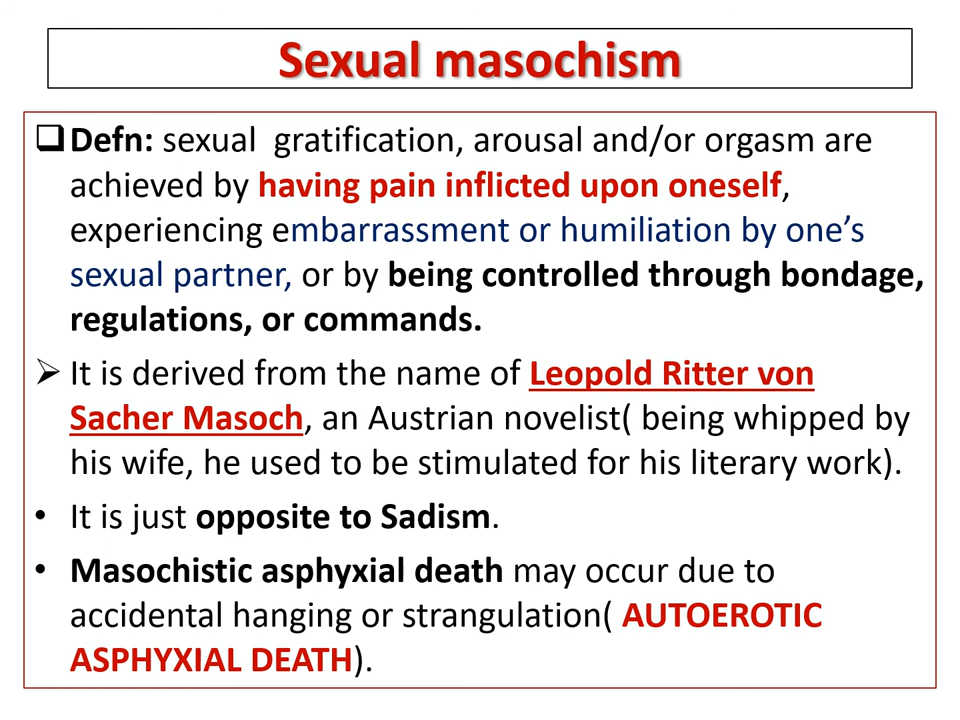 Sexual masochism
Defn: sexual gratification, arousal and/or orgasm are
achieved by having pain inflicted upon oneself,
experiencing embarrassment or humiliation by one’s
sexual partner, or by being controlled through bondage,
regulations, or commands.
It is derived from the name of Leopold Ritter von
Sacher Masoch, an Austrian novelist( being whipped by
his wife, he used to be stimulated for his literary work).
• It is just opposite to Sadism.
• Masochistic asphyxial death may occur due to
accidental hanging or strangulation( AUTOEROTIC
ASPHYXIAL DEATH).